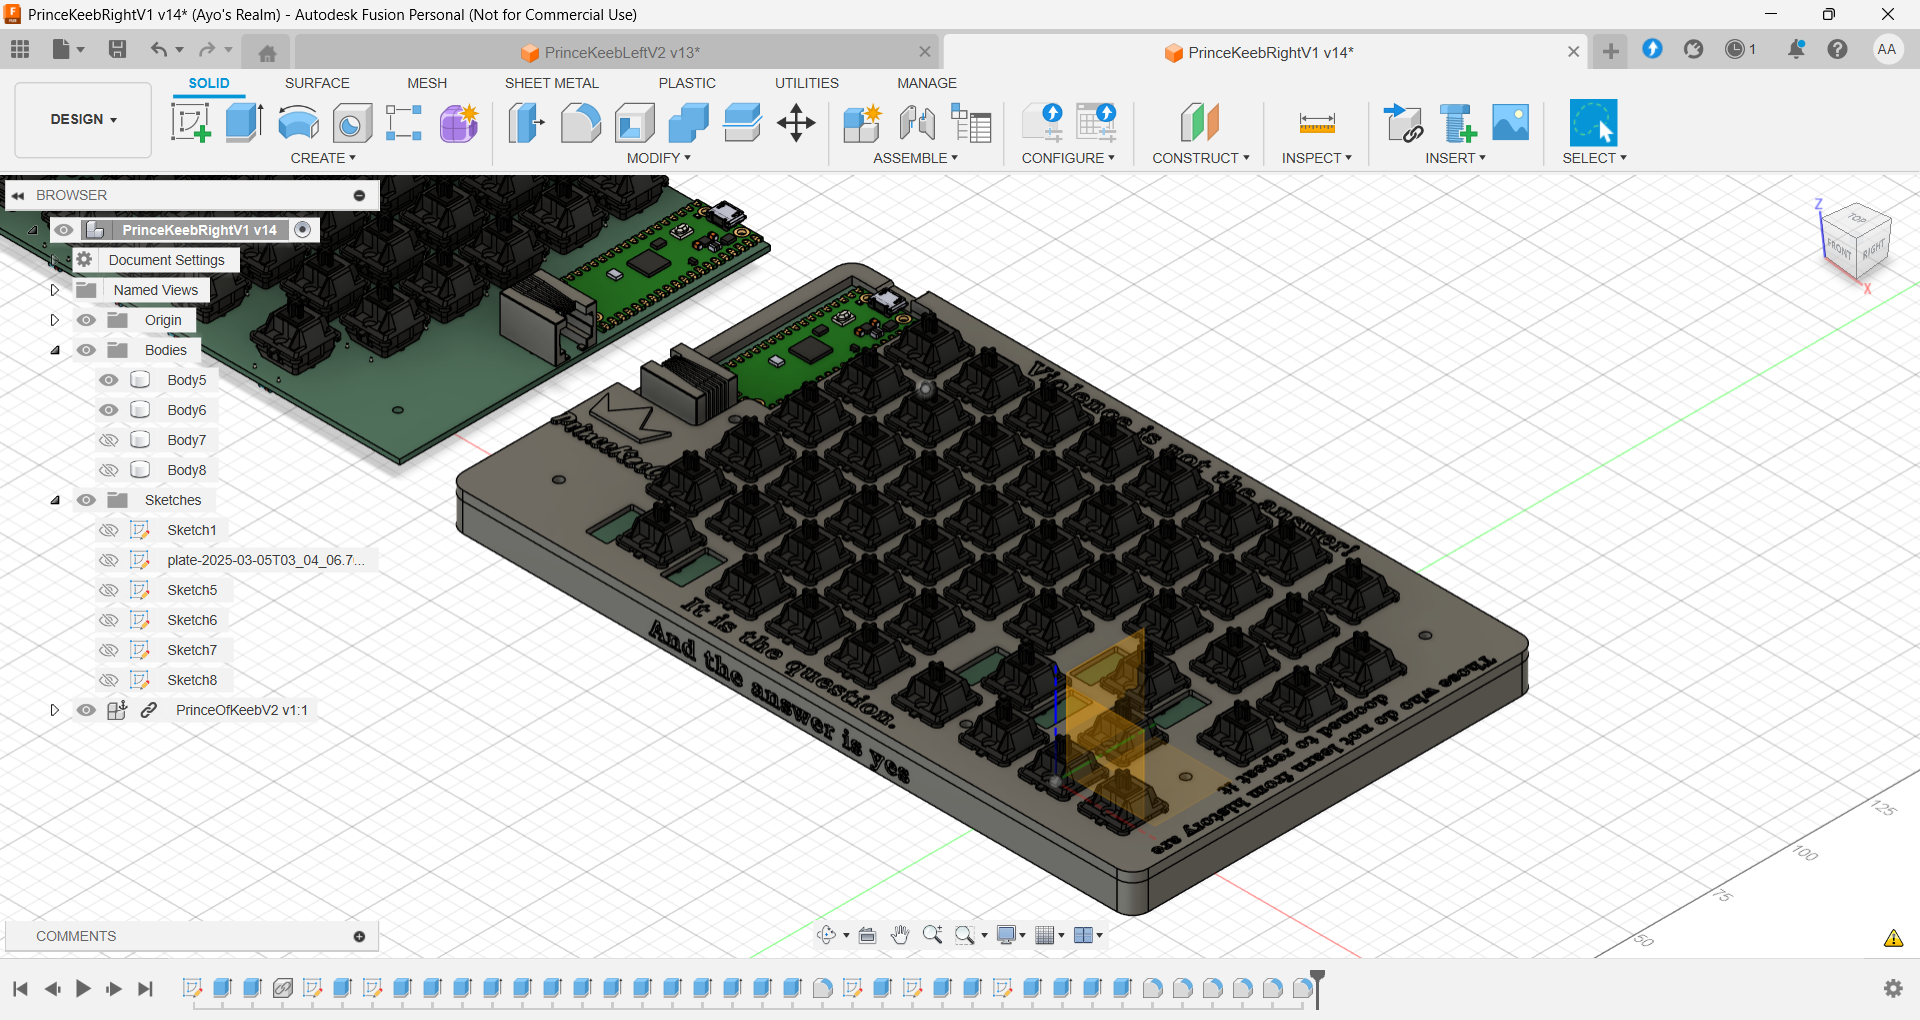 PrinceKeebRightV1 v14* (Ayo's Realm) - Autodesk Fusion Personal (Not for Commercial Use)
PrinceKeebLeftV2 v13*
PrinceKeebRightV1 v14*
1
AA
DESIGN
SOLID
SURFACE
MESH
SHEET METAL
PLASTIC
UTILITIES
MANAGE
CREATE
MODIFY
ASSEMBLE
CONFIGURE
CONSTRUCT
INSPECT
INSERT
SELECT
BROWSER
PrinceKeebRightV1 v14
Document Settings
Named Views
Origin
Bodies
Body5
Body6
Body7
Body8
Sketches
Sketch1
plate-2025-03-05T03_04_06.7...
Sketch5
Sketch6
Sketch7
Sketch8
PrinceOfKeebV2 v1:1
Z
TOP
FRONT
RIGHT
X
Violence is not the answer!
It is the question.
And the answer is yes
Those who do not learn from history are
doomed to repeat it
125
100
75
50
COMMENTS